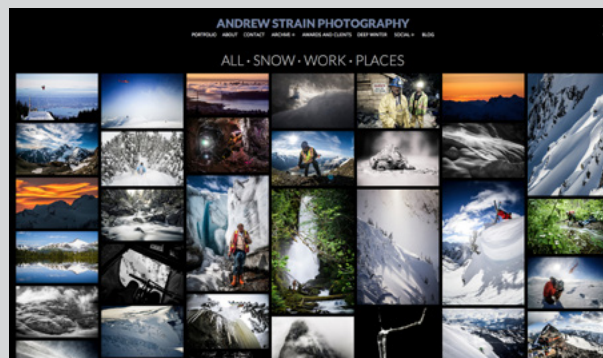 ANDREW STRAIN PHOTOGRAPHY
PORTFOLIO ABOUT CONTACT ARCHIVE + AWARDS AND CLIENTS DEEP WINTER SOCIAL + BLOG
ALL • SNOW • WORK • PLACES